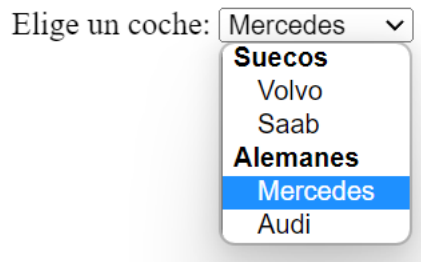 Elige un coche: Mercedes
Suecos
Volvo
Saab
Alemanes
Mercedes
Audi